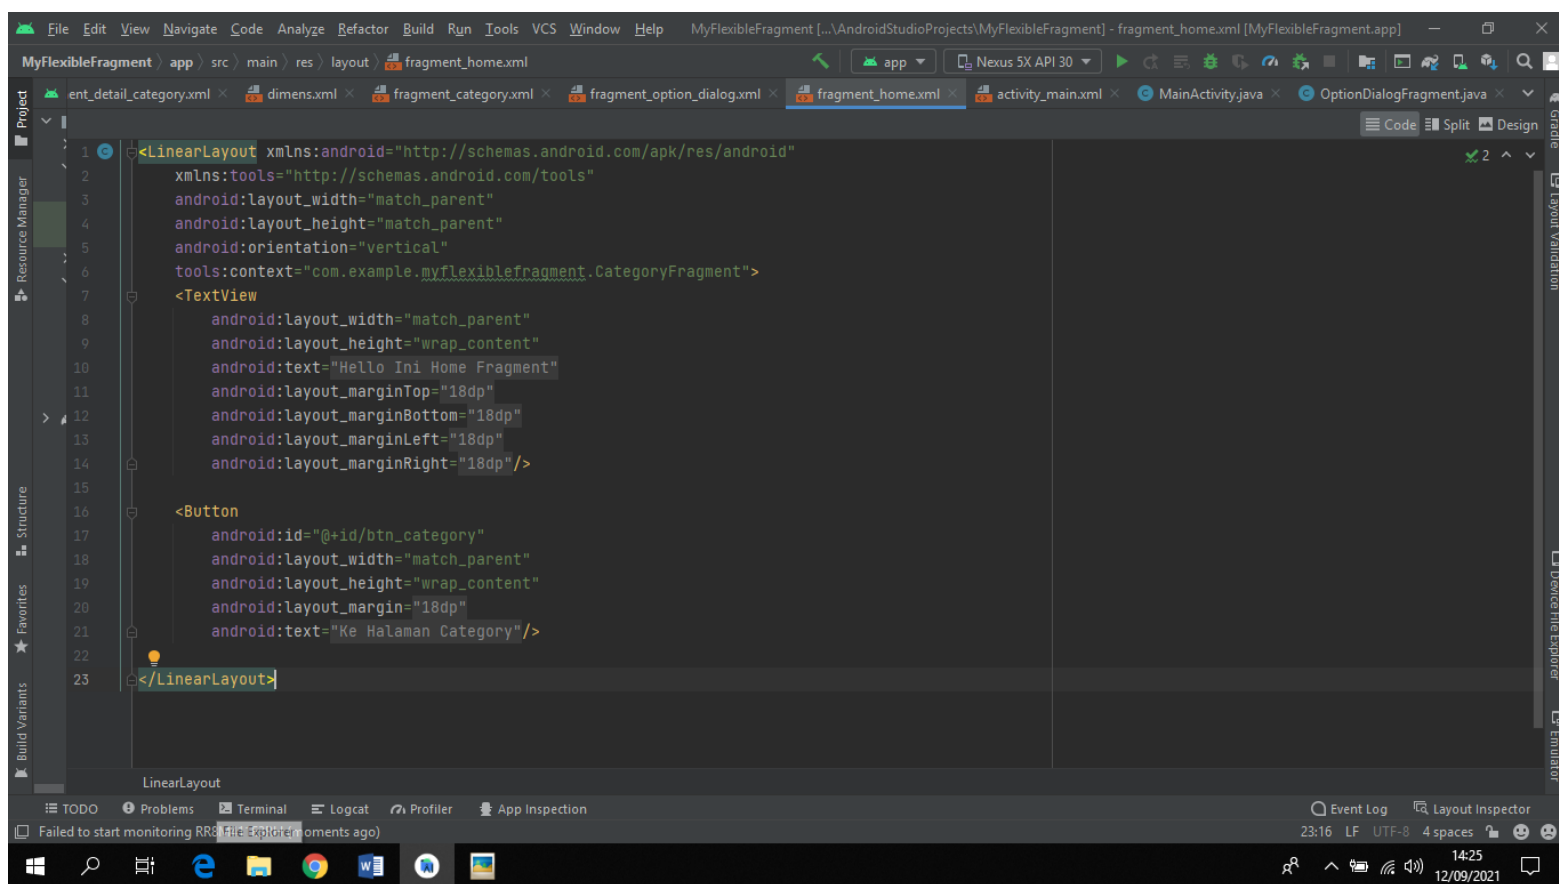 File Edit View Navigate Code Analyze Refactor Build Run Tools VCS Window Help MyFlexibleFragment [...\AndroidStudioProjects\MyFlexibleFragment] - fragment_home.xml [MyFlexibleFragment.app]
MyFlexibleFragment app src main res layout fragment_home.xml app Nexus 5X API 30
ent_detail_category.xml dimens.xml fragment_category.xml fragment_option_dialog.xml fragment_home.xml activity_main.xml MainActivity.java OptionDialogFragment.java
Code Split Design
2
1 <LinearLayout xmlns:android="http://schemas.android.com/apk/res/android"
2 xmlns:tools="http://schemas.android.com/tools"
3 android:layout_width="match_parent"
4 android:layout_height="match_parent"
5 android:orientation="vertical"
6 tools:context="com.example.myflexiblefragment.CategoryFragment">
7 <TextView
8 android:layout_width="match_parent"
9 android:layout_height="wrap_content"
10 android:text="Hello Ini Home Fragment"
11 android:layout_marginTop="18dp"
12 android:layout_marginBottom="18dp"
13 android:layout_marginLeft="18dp"
14 android:layout_marginRight="18dp"/>
15
16 <Button
17 android:id="@+id/btn_category"
18 android:layout_width="match_parent"
19 android:layout_height="wrap_content"
20 android:layout_margin="18dp"
21 android:text="Ke Halaman Category"/>
22
23 </LinearLayout>
LinearLayout
Project
Resource Manager
Structure
Favorites
Build Variants
Gradle
Layout Validation
Device File Explorer
Emulator
TODO Problems Terminal Logcat Profiler App Inspection Event Log Layout Inspector
Failed to start monitoring File Explorer moments ago) 23:16 LF UTF-8 4 spaces
14:25
12/09/2021